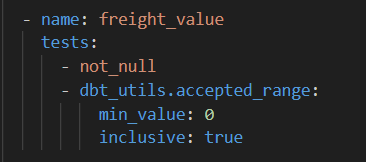 - name: freight_value
tests:
- not_null
- dbt_utils.accepted_range:
min_value: 0
inclusive: true